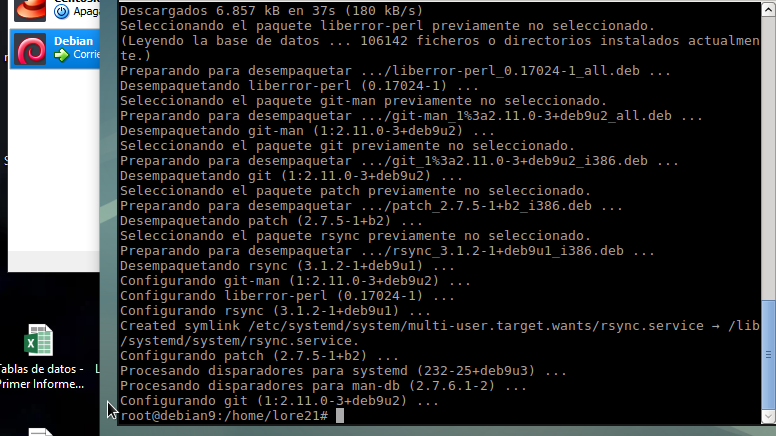 Apaga
Debian
Corrie
Descargados 6.857 kB en 37s (180 kB/s)
Seleccionando el paquete liberror-perl previamente no seleccionado.
(Leyendo la base de datos ... 106142 ficheros o directorios instalados actualmen
te.)
Preparando para desempaquetar .../liberror-perl_0.17024-1_all.deb ...
Desempaquetando liberror-perl (0.17024-1) ...
Seleccionando el paquete git-man previamente no seleccionado.
Preparando para desempaquetar .../git-man_1%3a2.11.0-3+deb9u2_all.deb ...
Desempaquetando git-man (1:2.11.0-3+deb9u2) ...
Seleccionando el paquete git previamente no seleccionado.
Preparando para desempaquetar .../git_1%3a2.11.0-3+deb9u2_i386.deb ...
Desempaquetando git (1:2.11.0-3+deb9u2) ...
Seleccionando el paquete patch previamente no seleccionado.
Preparando para desempaquetar .../patch_2.7.5-1+b2_i386.deb ...
Desempaquetando patch (2.7.5-1+b2) ...
Seleccionando el paquete rsync previamente no seleccionado.
Preparando para desempaquetar .../rsync_3.1.2-1+deb9u1_i386.deb ...
Desempaquetando rsync (3.1.2-1+deb9u1) ...
Configurando git-man (1:2.11.0-3+deb9u2) ...
Configurando liberror-perl (0.17024-1) ...
Configurando rsync (3.1.2-1+deb9u1) ...
Created symlink /etc/systemd/system/multi-user.target.wants/rsync.service → /lib
/systemd/system/rsync.service.
Configurando patch (2.7.5-1+b2) ...
Procesando disparadores para systemd (232-25+deb9u3) ...
Procesando disparadores para man-db (2.7.6.1-2) ...
Configurando git (1:2.11.0-3+deb9u2) ...
root@debian9:/home/lore21#
Tablas de datos - L
Primer Informe...